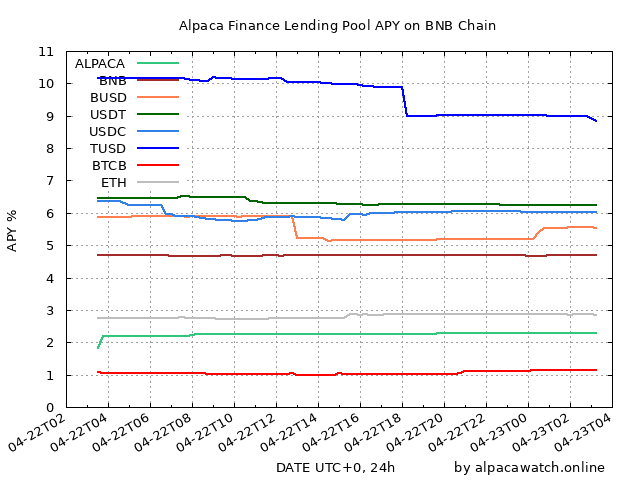 Alpaca Finance Lending Pool APY on BNB Chain
APY %
11
10
9
8
7
6
5
4
3
2
1
0
ALPACA
BNB
BUSD
USDT
USDC
TUSD
BTCB
ETH
04-22T02
04-22T04
04-22T06
04-22T08
04-22T10
04-22T12
04-22T14
04-22T16
04-22T18
04-22T20
04-22T22
04-23T00
04-23T02
04-23T04
DATE UTC+0, 24h
by alpacawatch.online